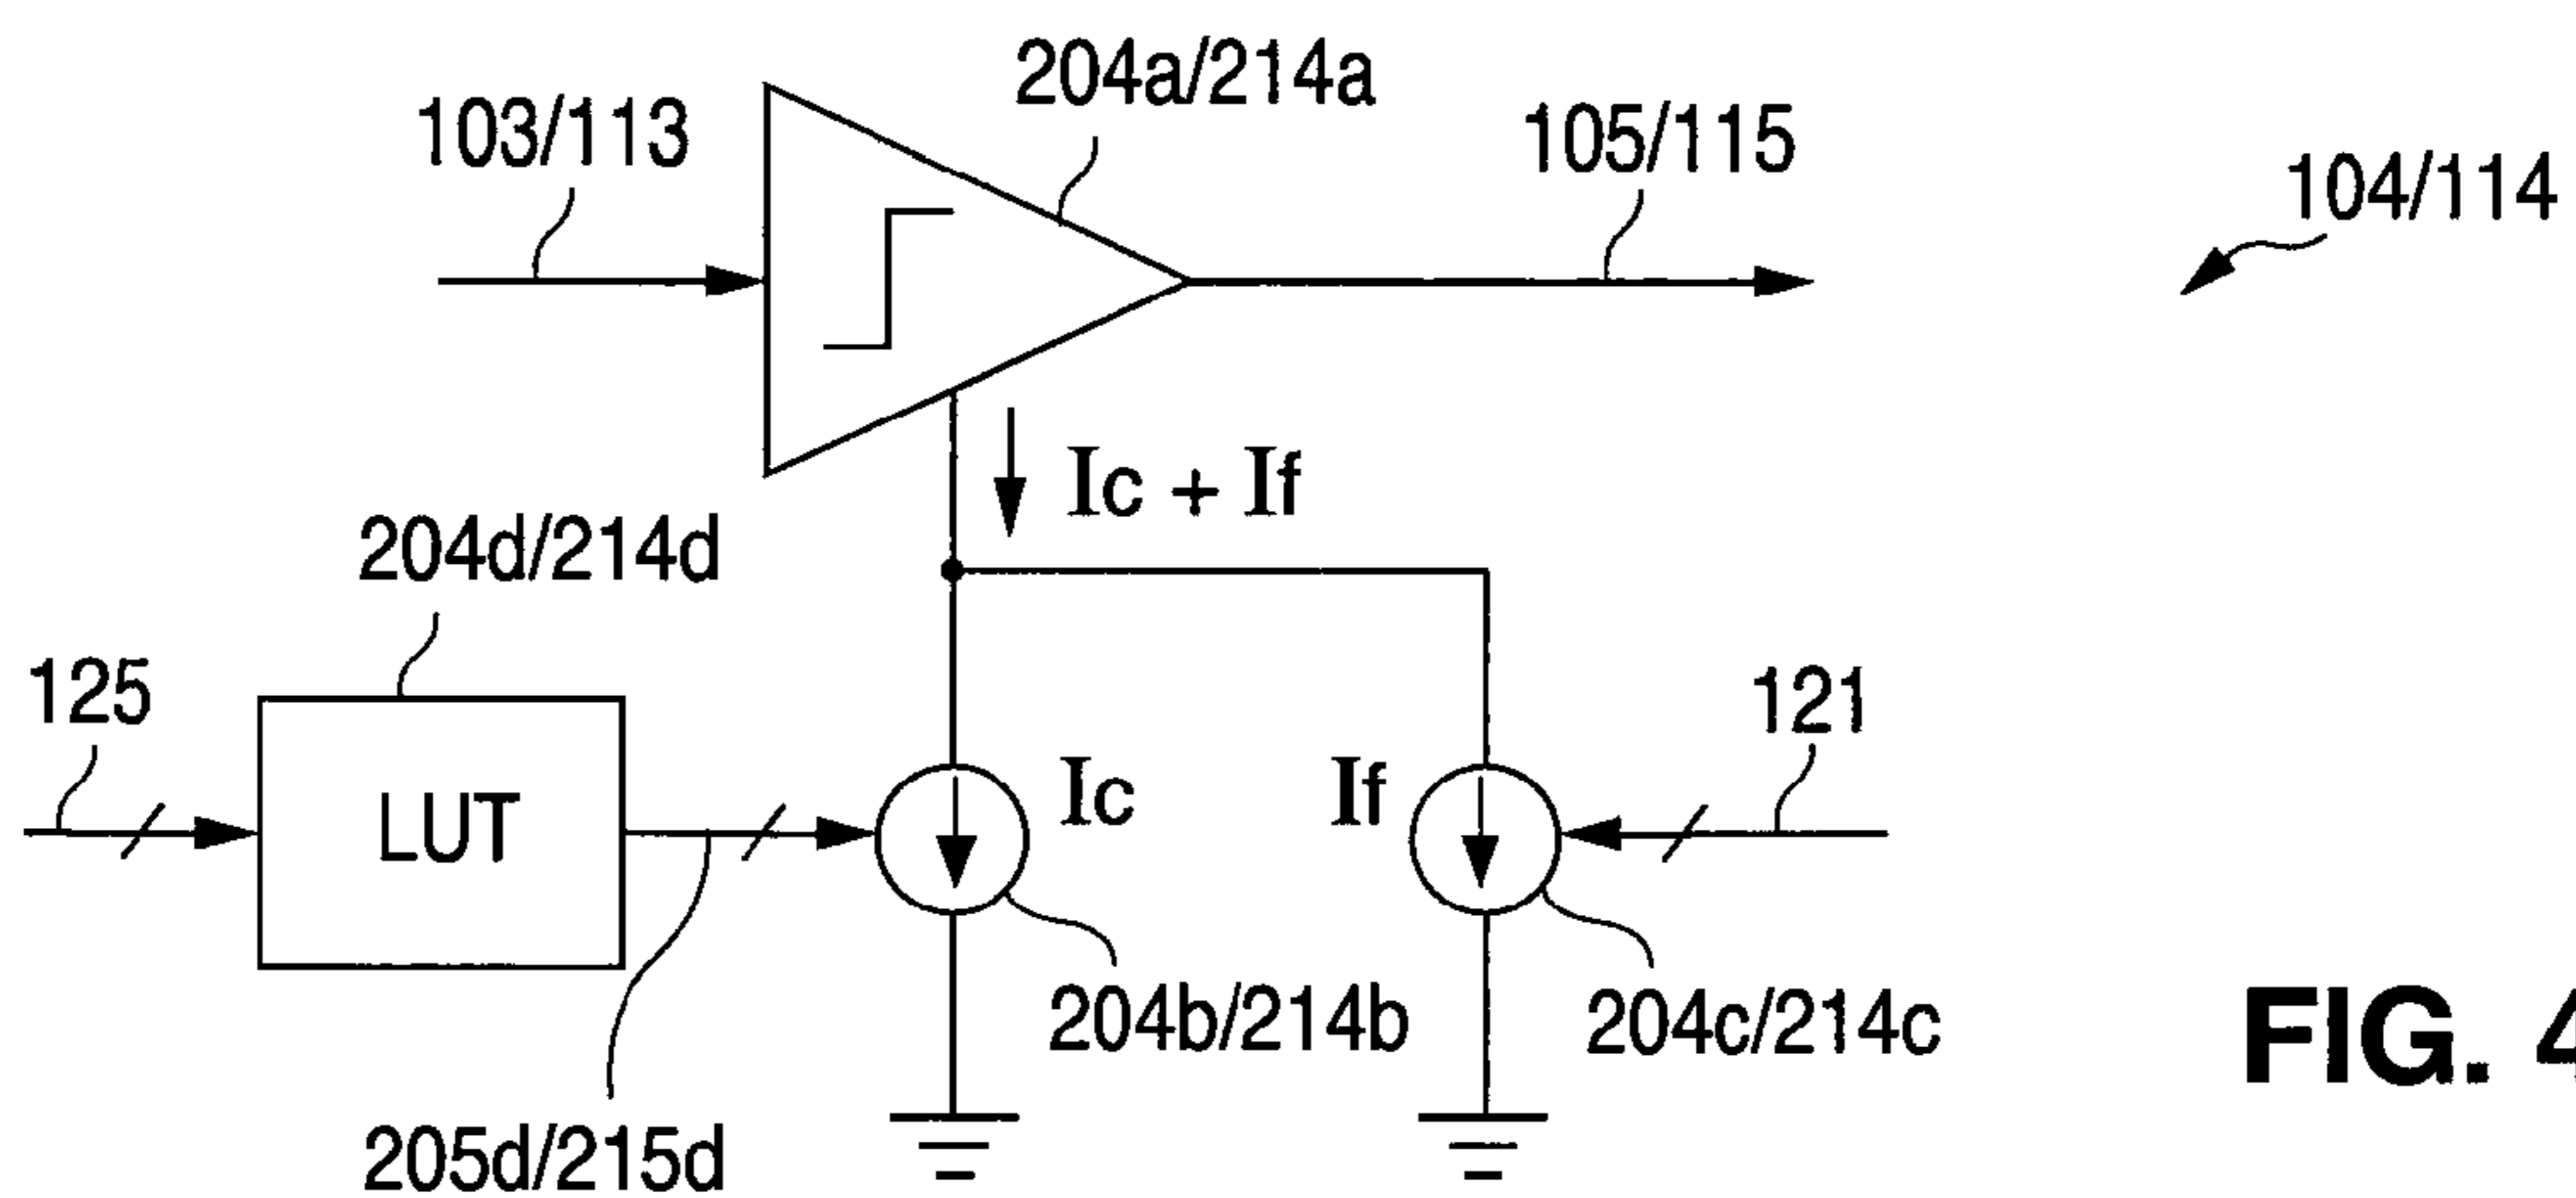 204a/214a
103/113
105/115
104/114
Ic + If
204d/214d
125
121
LUT
Ic
If
204b/214b
204c/214c
FIG. 4
205d/215d